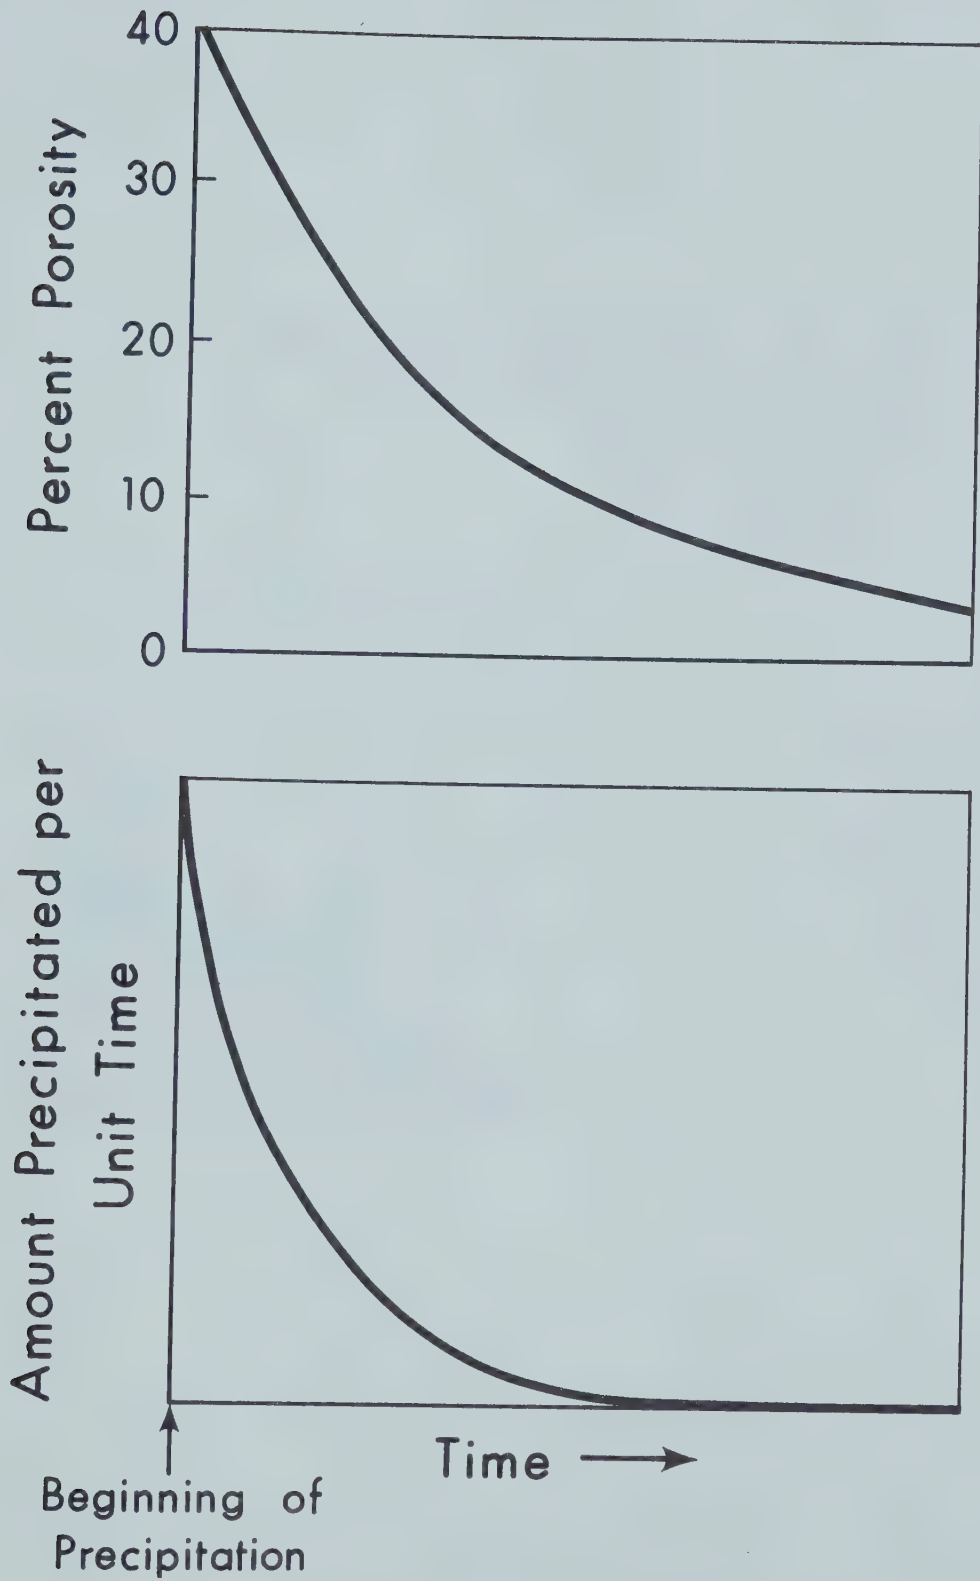 40
30
20
10
0
Percent Porosity
Amount Precipitated per
Unit Time
Time
Beginning of
Precipitation